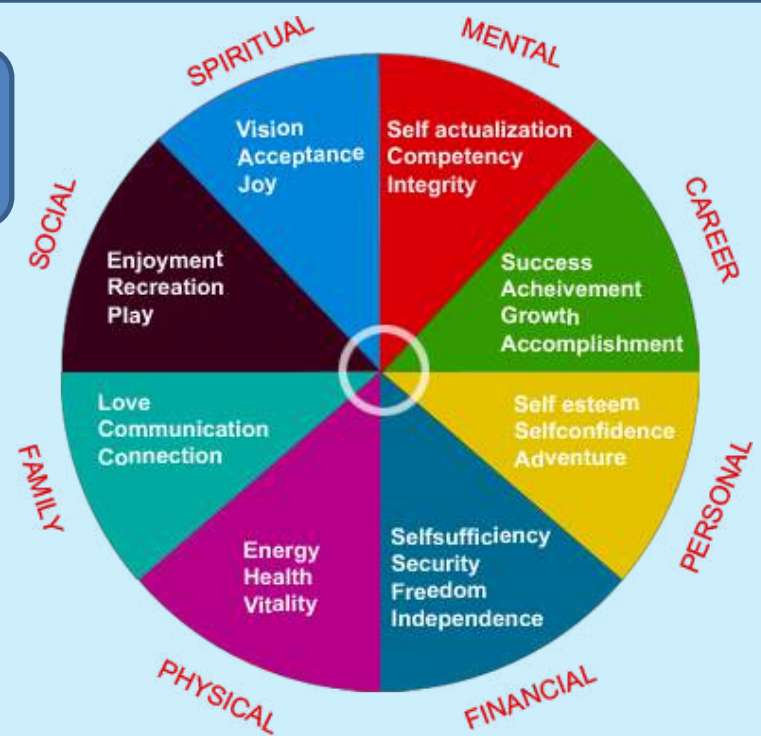 SPIRITUAL
MENTAL
Vision
Acceptance
Joy
Self actualization
Competency
Integrity
SOCIAL
CAREER
Enjoyment
Recreation
Play
Success
Acheivement
Growth
Accomplishment
Love
Communication
Connection
Self esteem
Selfconfidence
Adventure
FAMILY
PERSONAL
Energy
Health
Vitality
Selfsufficiency
Security
Freedom
Independence
PHYSICAL
FINANCIAL